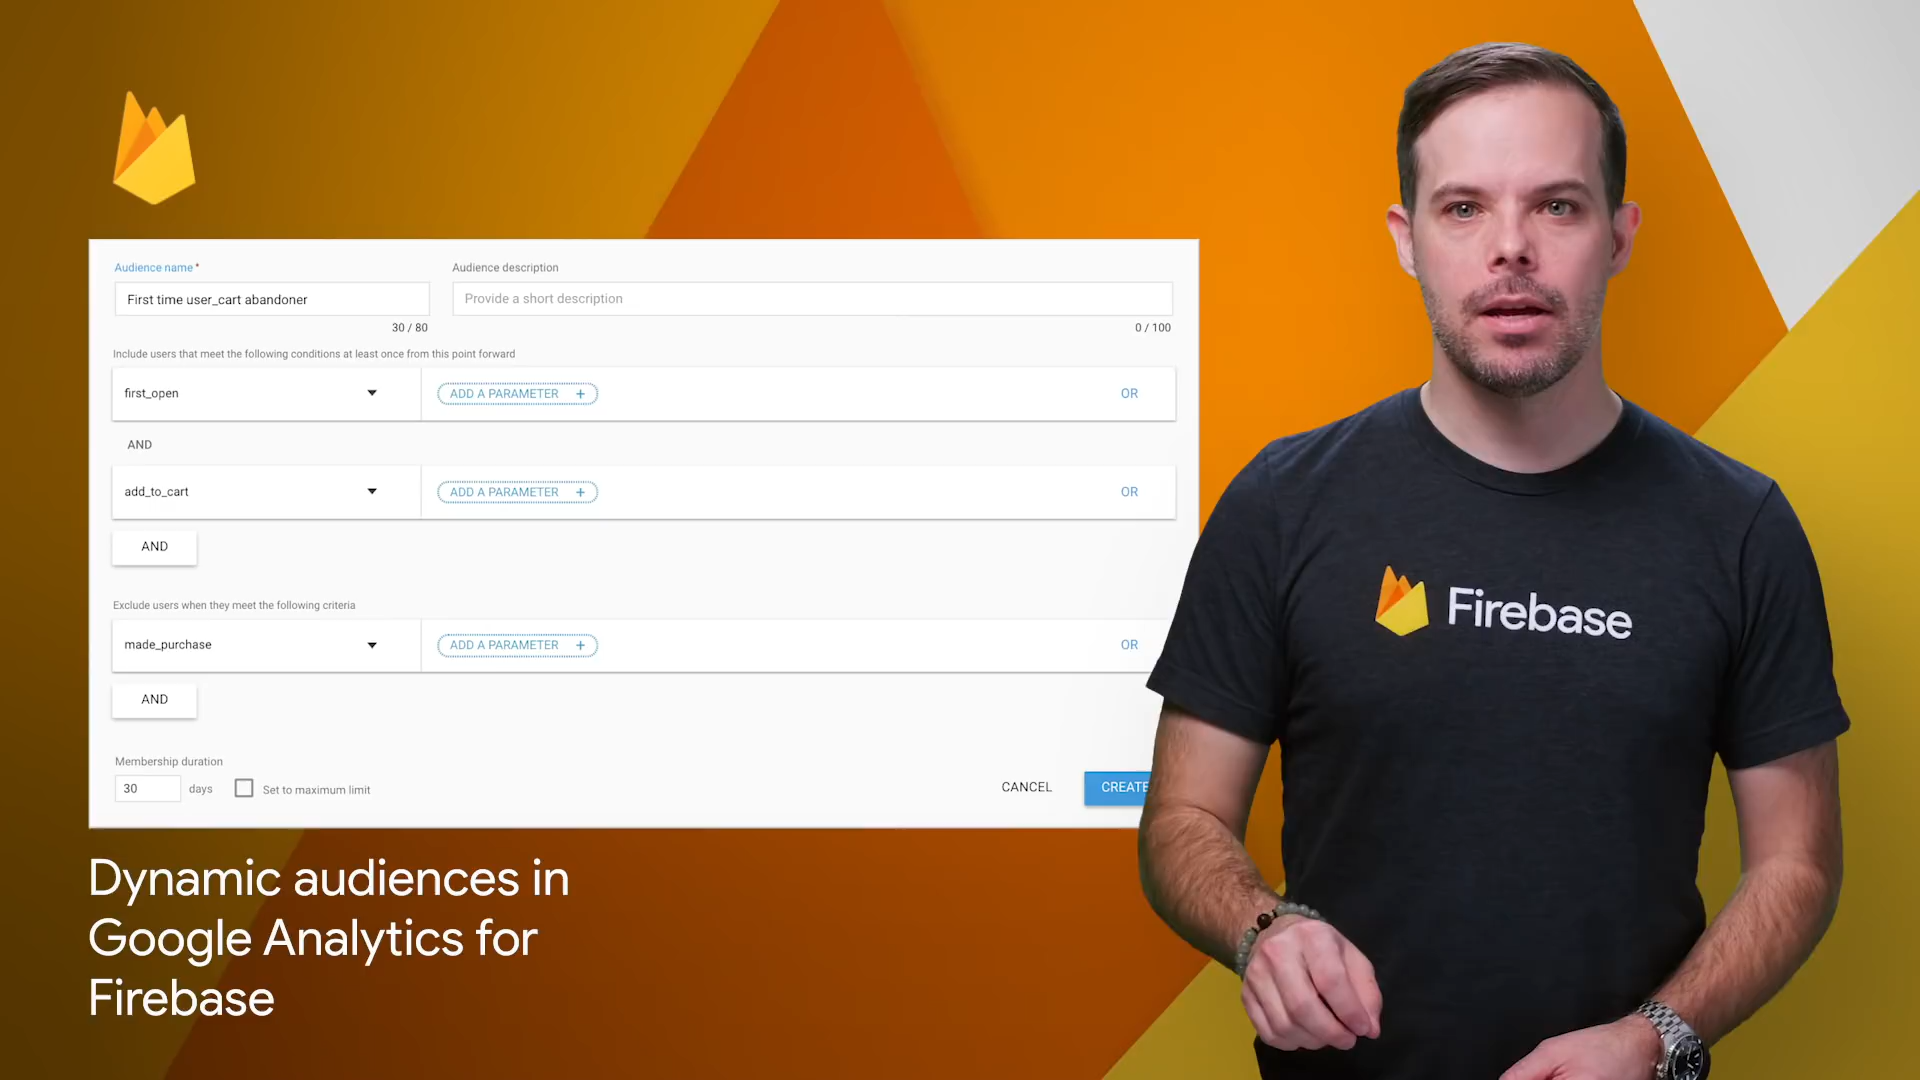 Audience name *
Audience description
First time user_cart abandoner
Provide a short description
30 / 80
0 / 100
Include users that meet the following conditions at least once from this point forward
first_open
ADD A PARAMETER +
OR
AND
add_to_cart
ADD A PARAMETER +
OR
AND
Exclude users when they meet the following criteria
made_purchase
ADD A PARAMETER +
OR
AND
Membership duration
30 days
Set to maximum limit
CANCEL
CREATE
Dynamic audiences in
Google Analytics for
Firebase
Firebase